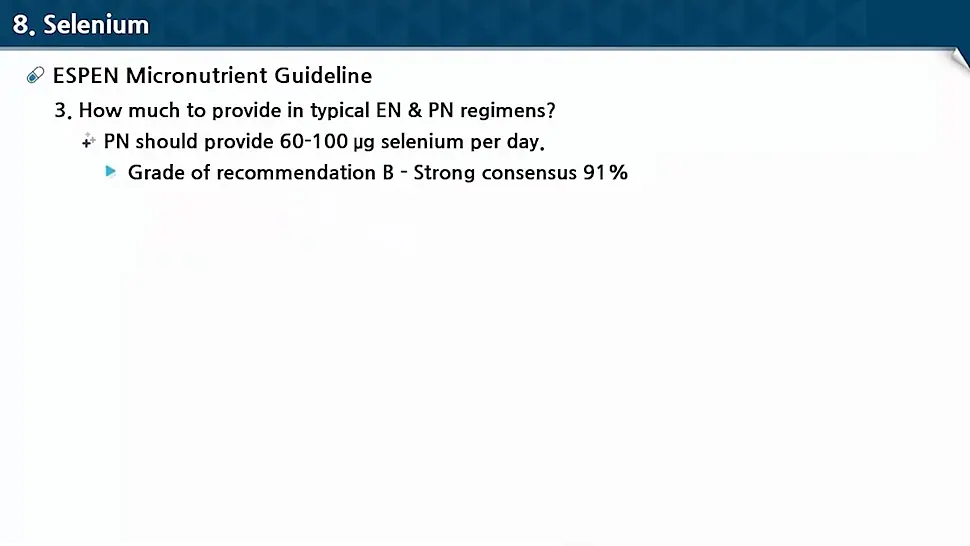 8. Selenium
ESPEN Micronutrient Guideline
3. How much to provide in typical EN & PN regimens?
PN should provide 60-100 µg selenium per day.
Grade of recommendation B - Strong consensus 91%